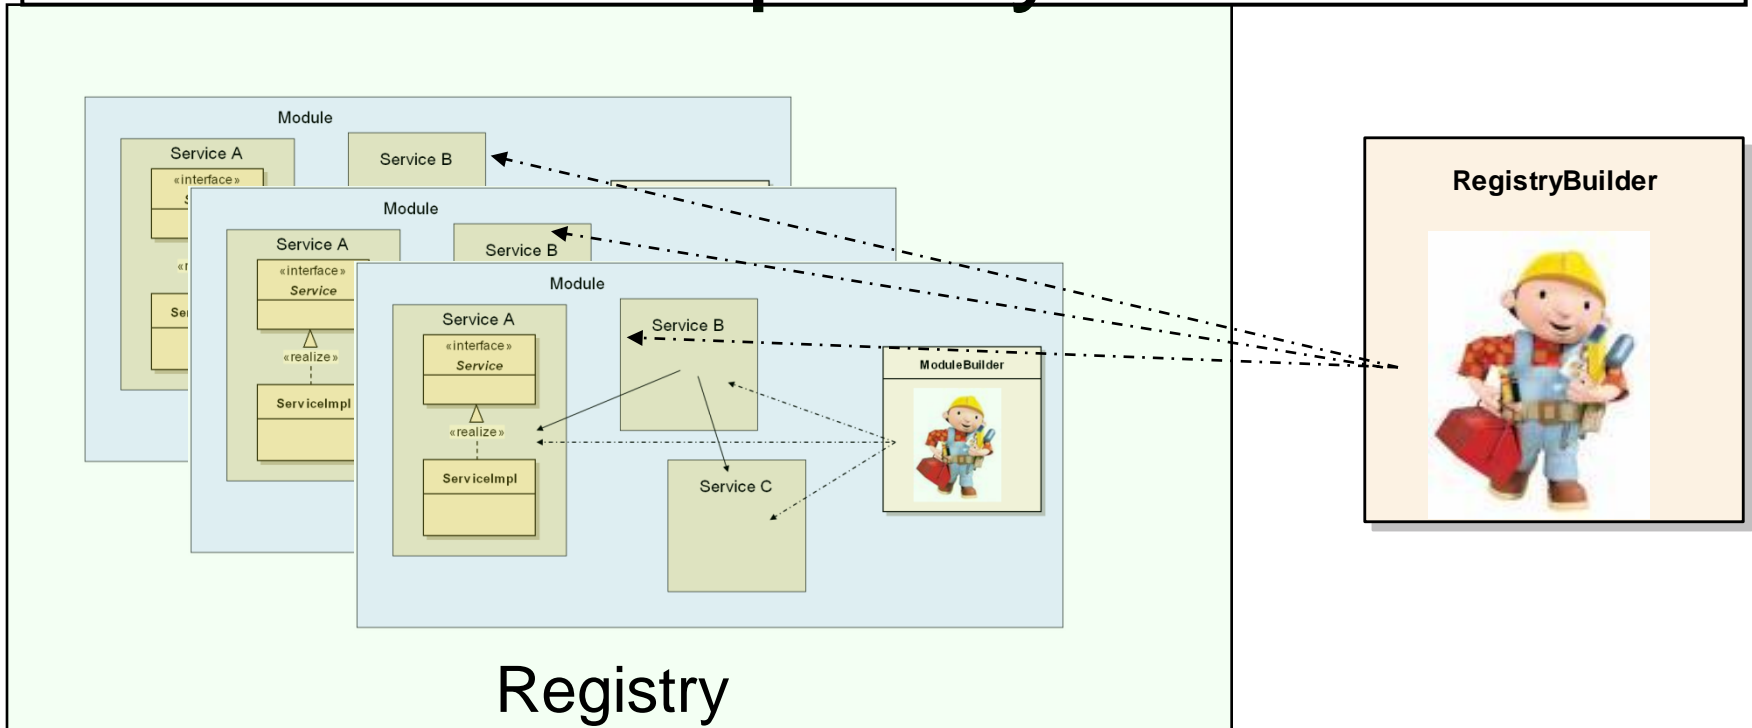 Module
Service A
«interface»
Service B
Module
Service A
«interface»
Service
«realize»
ServiceImpl
Service B
Module
Service A
«interface»
Service
«realize»
ServiceImpl
Service B
Service C
ModuleBuilder
RegistryBuilder
Registry